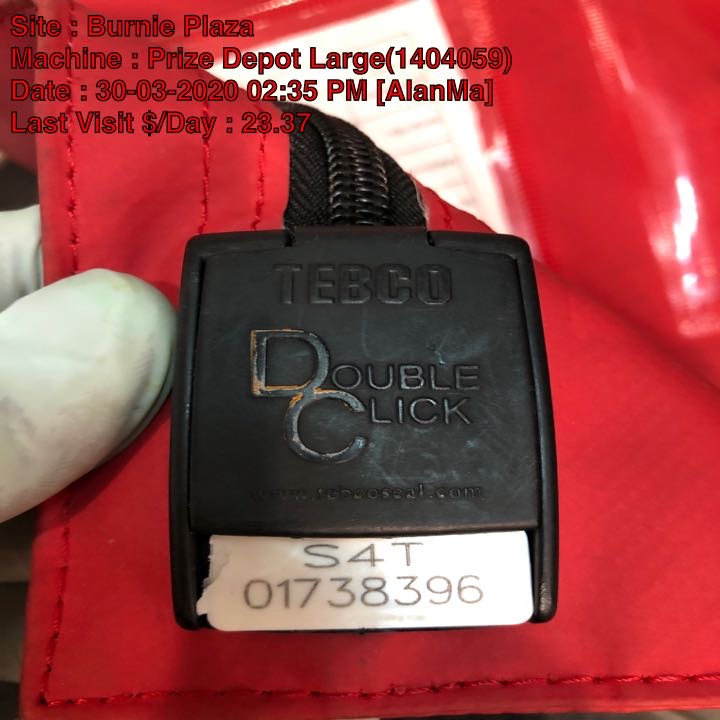 Site : Burnie Plaza
Machine : Prize Depot Large(1404059)
Date : 30-03-2020 02:35 PM [AlanMa]
Last Visit $/Day : 23.37
TEBCO
DOUBLE
CLICK
www.tebcoseal.com
S4T
01738396